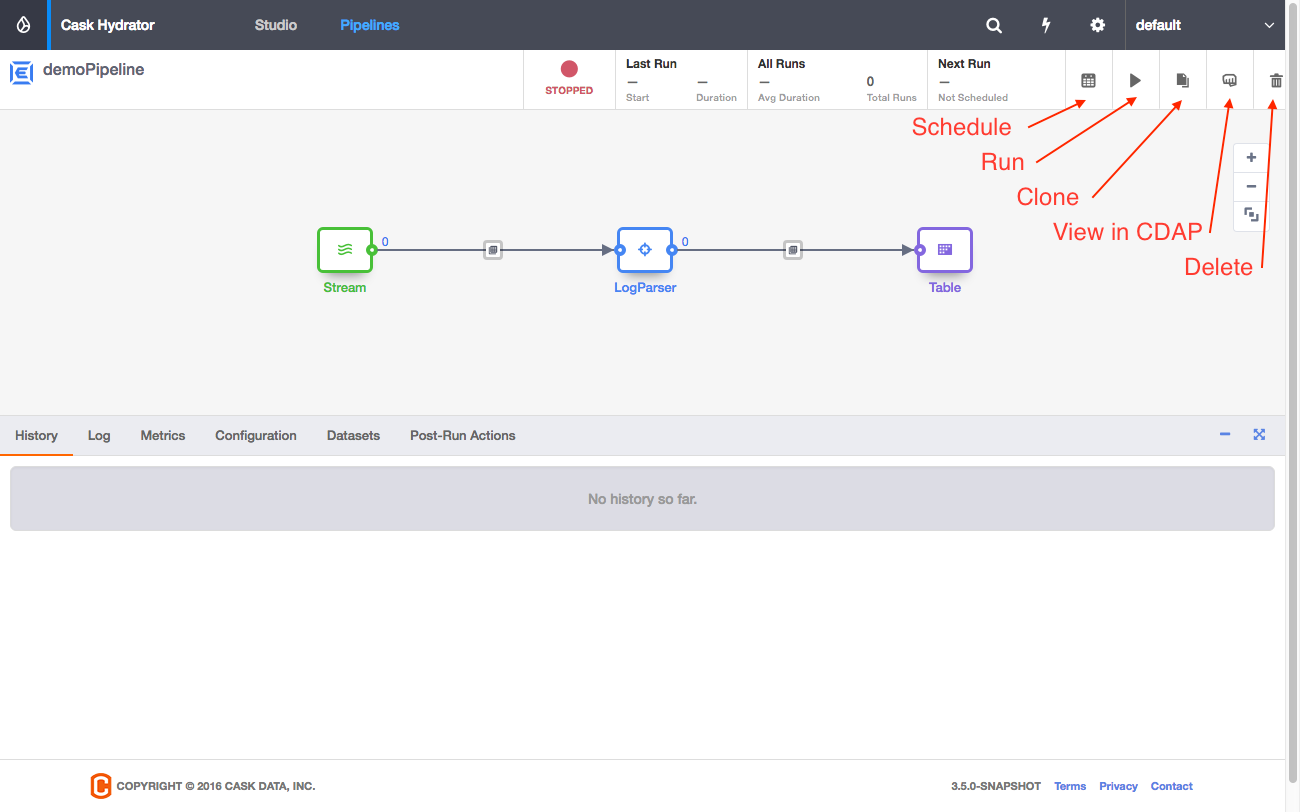 Cask Hydrator
Studio
Pipelines
default
demoPipeline
STOPPED
Last Run
–
–
Start
Duration
All Runs
–
0
Avg Duration
Total Runs
Next Run
–
Not Scheduled
Schedule
Run
Clone
View in CDAP
Delete
+
−
0
0
Stream
LogParser
Table
History
Log
Metrics
Configuration
Datasets
Post-Run Actions
No history so far.
COPYRIGHT © 2016 CASK DATA, INC.
3.5.0-SNAPSHOT
Terms
Privacy
Contact